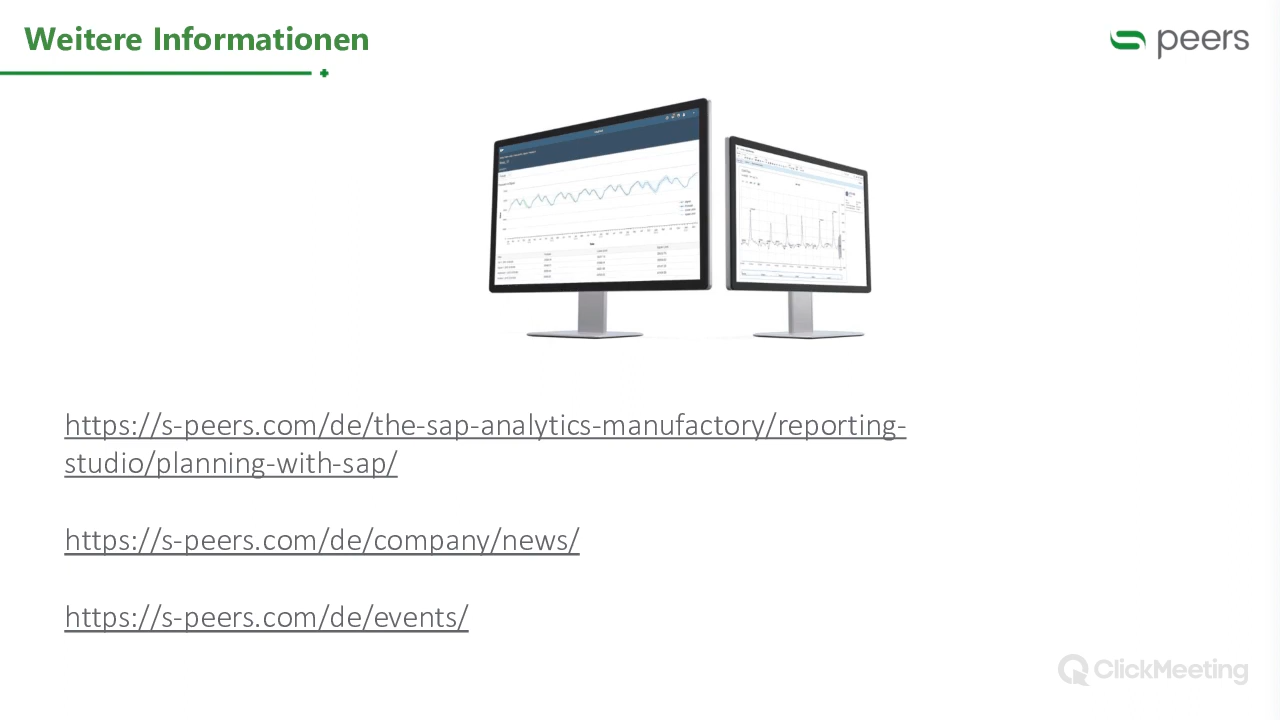 Weitere Informationen
peers
https://s-peers.com/de/the-sap-analytics-manufactory/reporting-
studio/planning-with-sap/
https://s-peers.com/de/company/news/
https://s-peers.com/de/events/
ClickMeeting